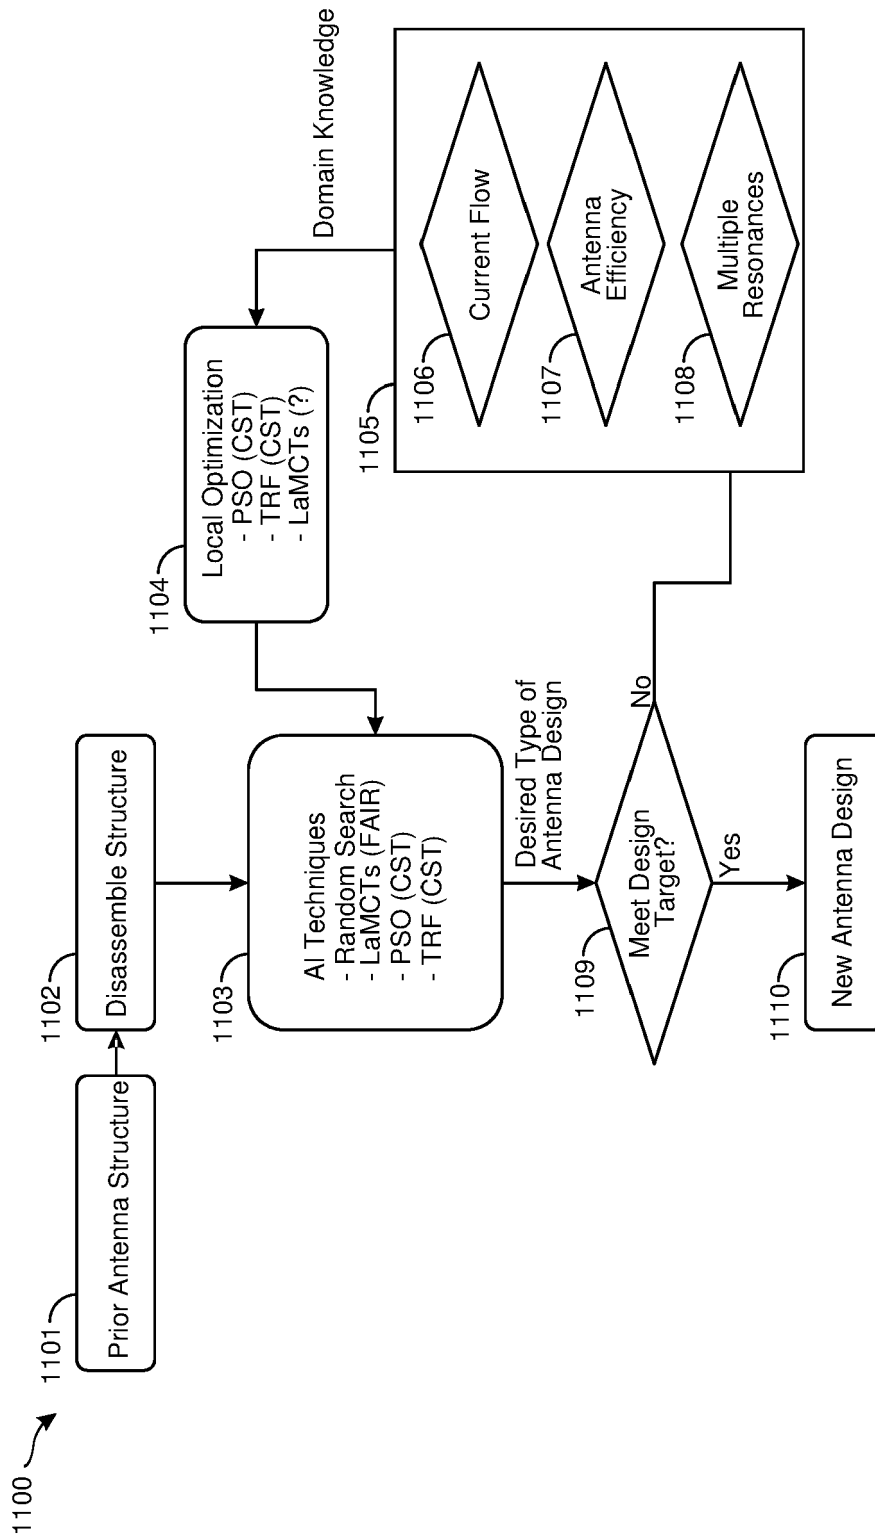 1100
1101
Prior Antenna Structure
1102
Disassemble Structure
1103
AI Techniques
- Random Search
- LaMCTs (FAIR)
- PSO (CST)
- TRF (CST)
1104
Local Optimization
- PSO (CST)
- TRF (CST)
- LaMCTs (?)
Domain Knowledge
1105
1106
Current Flow
1107
Antenna
Efficiency
1108
Multiple
Resonances
Desired Type of
Antenna Design
1109
Meet Design
Target?
No
Yes
1110
New Antenna Design